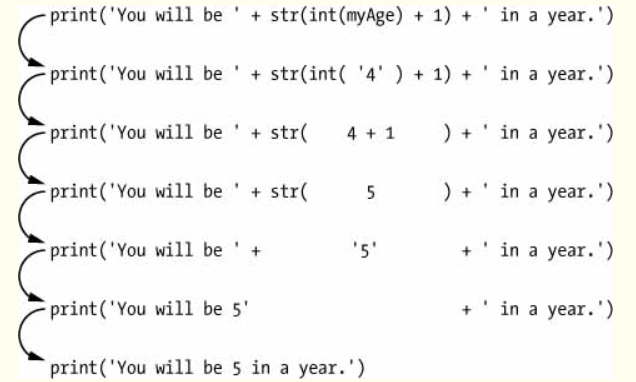 print('You will be ' + str(int(myAge) + 1) + ' in a year.')
print('You will be ' + str(int( '4' ) + 1) + ' in a year.')
print('You will be ' + str( 4 + 1 ) + ' in a year.')
print('You will be ' + str( 5 ) + ' in a year.')
print('You will be ' + '5' + ' in a year.')
print('You will be 5' + ' in a year.')
print('You will be 5 in a year.')